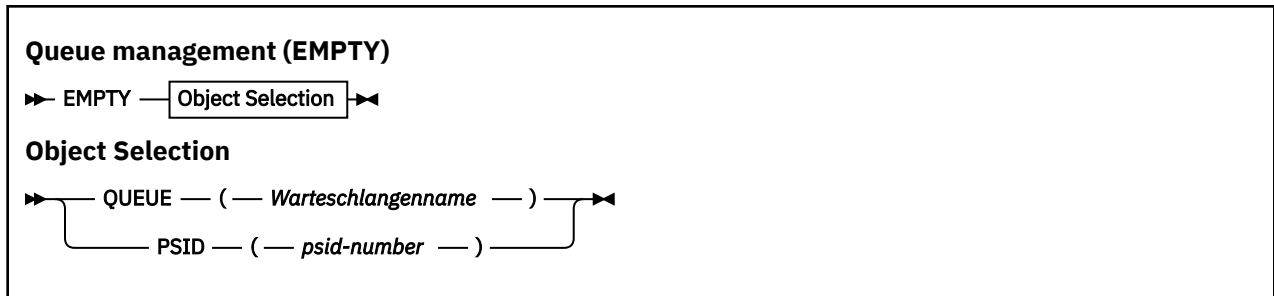 Queue management (EMPTY)
EMPTY Object Selection
Object Selection
QUEUE ( Warteschlangenname )
PSID ( psid-number )